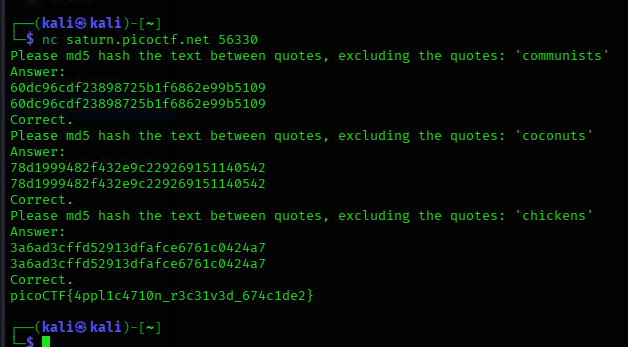 Videos
┌──(kali㉿kali)-[~]
└─$ nc saturn.picoctf.net 56330
Please md5 hash the text between quotes, excluding the quotes: 'communists'
Answer:
60dc96cdf23898725b1f6862e99b5109
60dc96cdf23898725b1f6862e99b5109
Correct.
Please md5 hash the text between quotes, excluding the quotes: 'coconuts'
Answer:
78d1999482f432e9c229269151140542
78d1999482f432e9c229269151140542
Correct.
Please md5 hash the text between quotes, excluding the quotes: 'chickens'
Answer:
3a6ad3cffd52913dfafce6761c0424a7
3a6ad3cffd52913dfafce6761c0424a7
Correct.
picoCTF{4ppl1c4710n_r3c31v3d_674c1de2}
┌──(kali㉿kali)-[~]
└─$